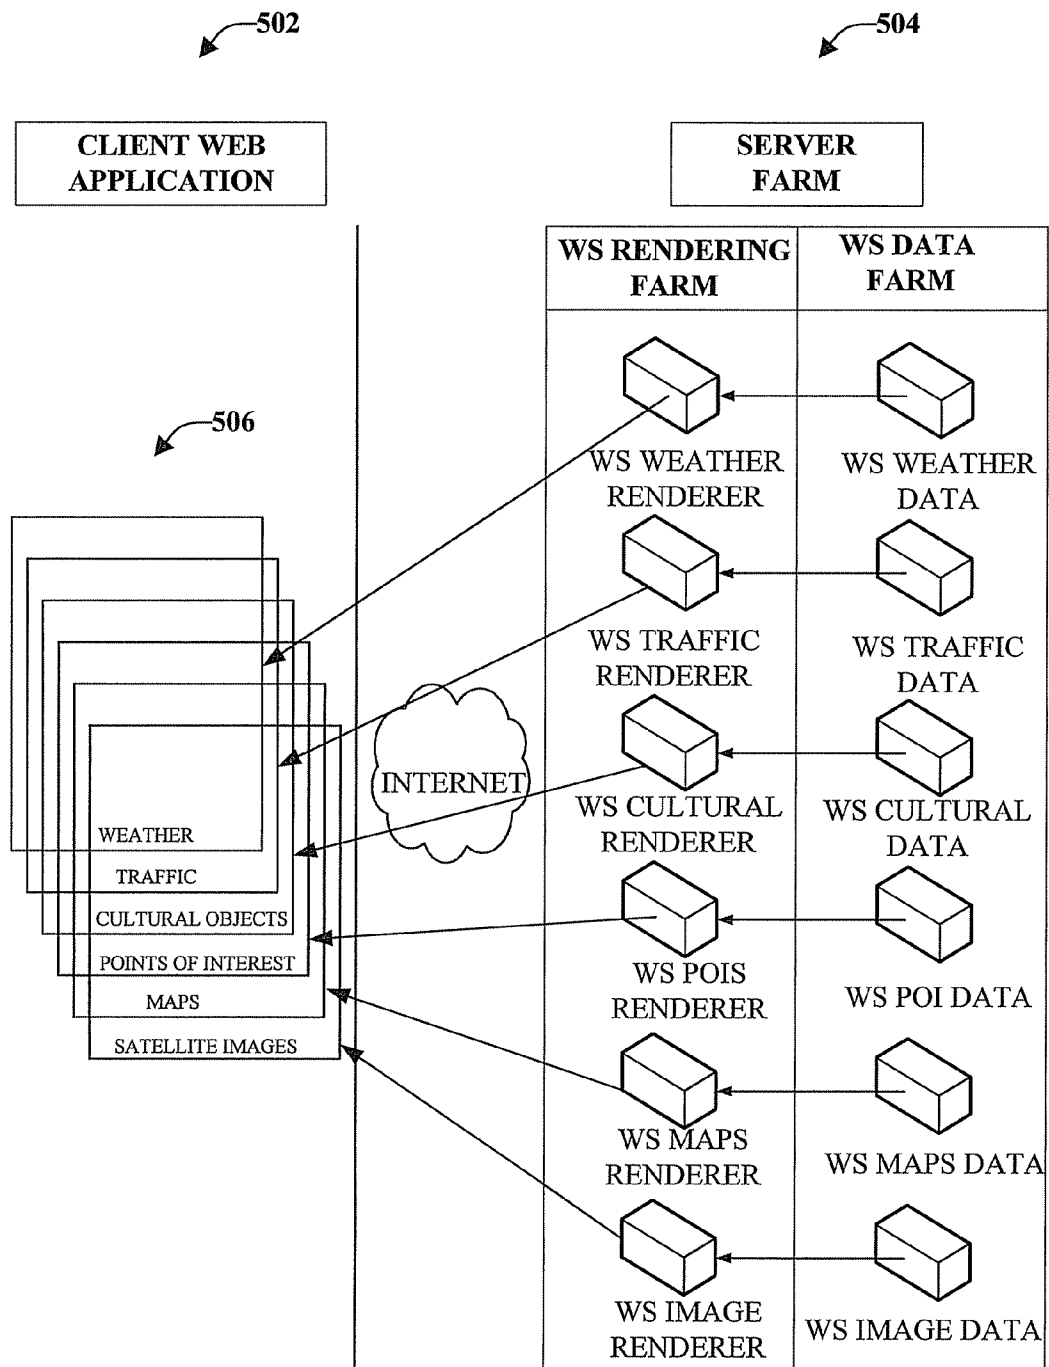 502
504
CLIENT WEB
APPLICATION
SERVER
FARM
WS RENDERING
FARM
WS DATA
FARM
506
WS WEATHER
RENDERER
WS WEATHER
DATA
WS TRAFFIC
RENDERER
WS TRAFFIC
DATA
INTERNET
WS CULTURAL
RENDERER
WS CULTURAL
DATA
WEATHER
TRAFFIC
CULTURAL OBJECTS
POINTS OF INTEREST
MAPS
SATELLITE IMAGES
WS POIS
RENDERER
WS POI DATA
WS MAPS
RENDERER
WS MAPS DATA
WS IMAGE
RENDERER
WS IMAGE DATA